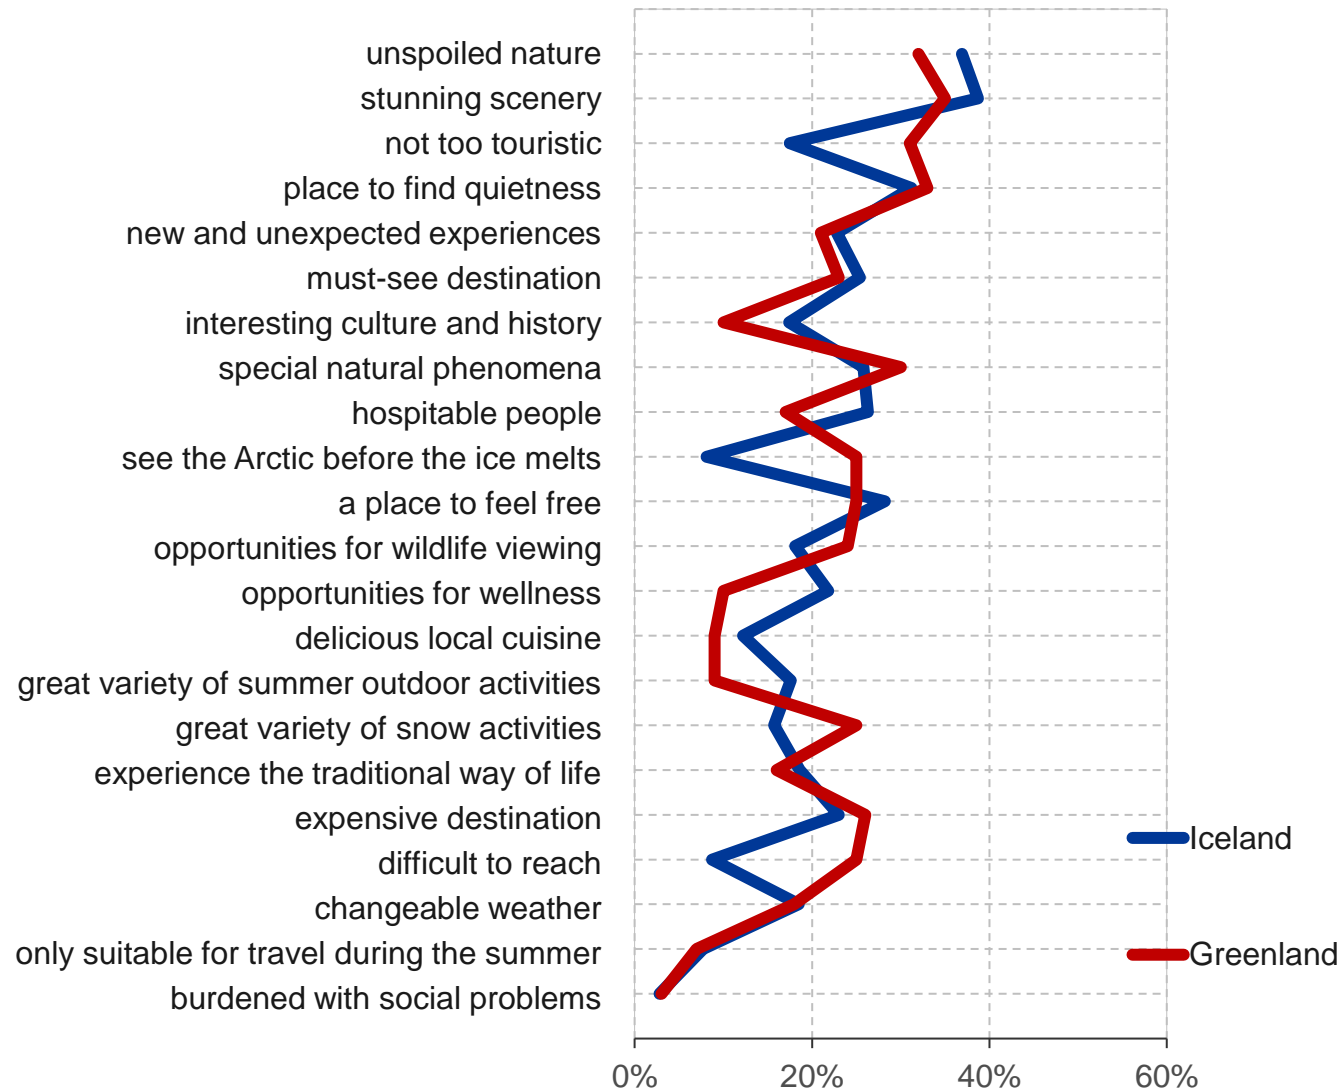 unspoiled nature
stunning scenery
not too touristic
place to find quietness
new and unexpected experiences
must-see destination
interesting culture and history
special natural phenomena
hospitable people
see the Arctic before the ice melts
a place to feel free
opportunities for wildlife viewing
opportunities for wellness
delicious local cuisine
great variety of summer outdoor activities
great variety of snow activities
experience the traditional way of life
expensive destination
Iceland
difficult to reach
changeable weather
only suitable for travel during the summer
Greenland
burdened with social problems
0% 20% 40% 60%